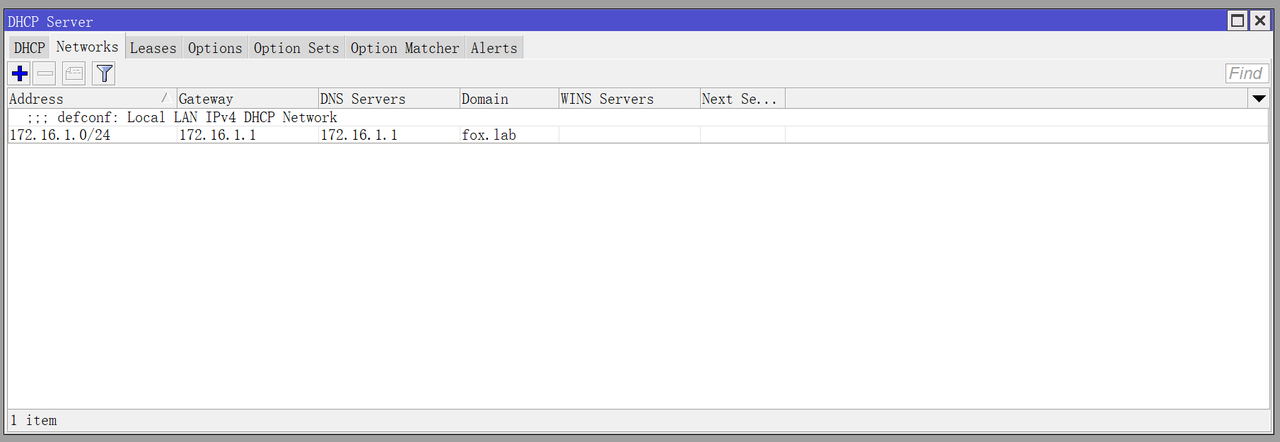 DHCP Server
DHCP Networks Leases Options Option Sets Option Matcher Alerts
Find
Address Gateway DNS Servers Domain WINS Servers Next Se...
;;; defconf: Local LAN IPv4 DHCP Network
172.16.1.0/24 172.16.1.1 172.16.1.1 fox.lab
1 item